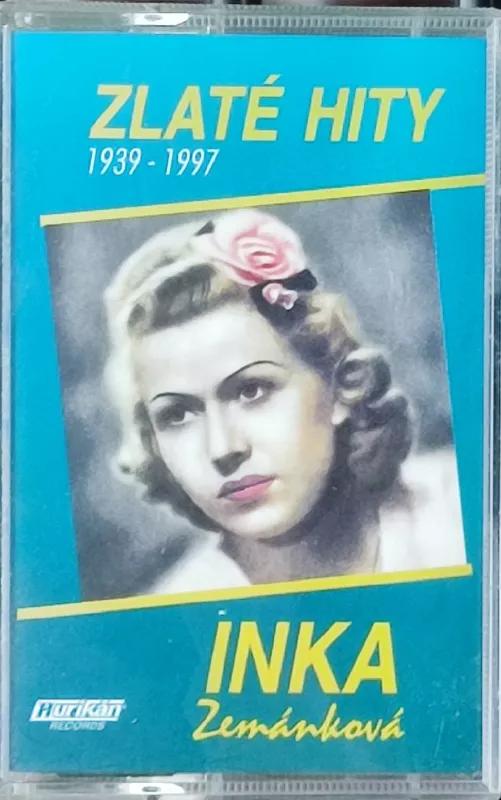 ZLATÉ HITY
1939 - 1997
INKA
Zemánková
Hurikán
RECORDS